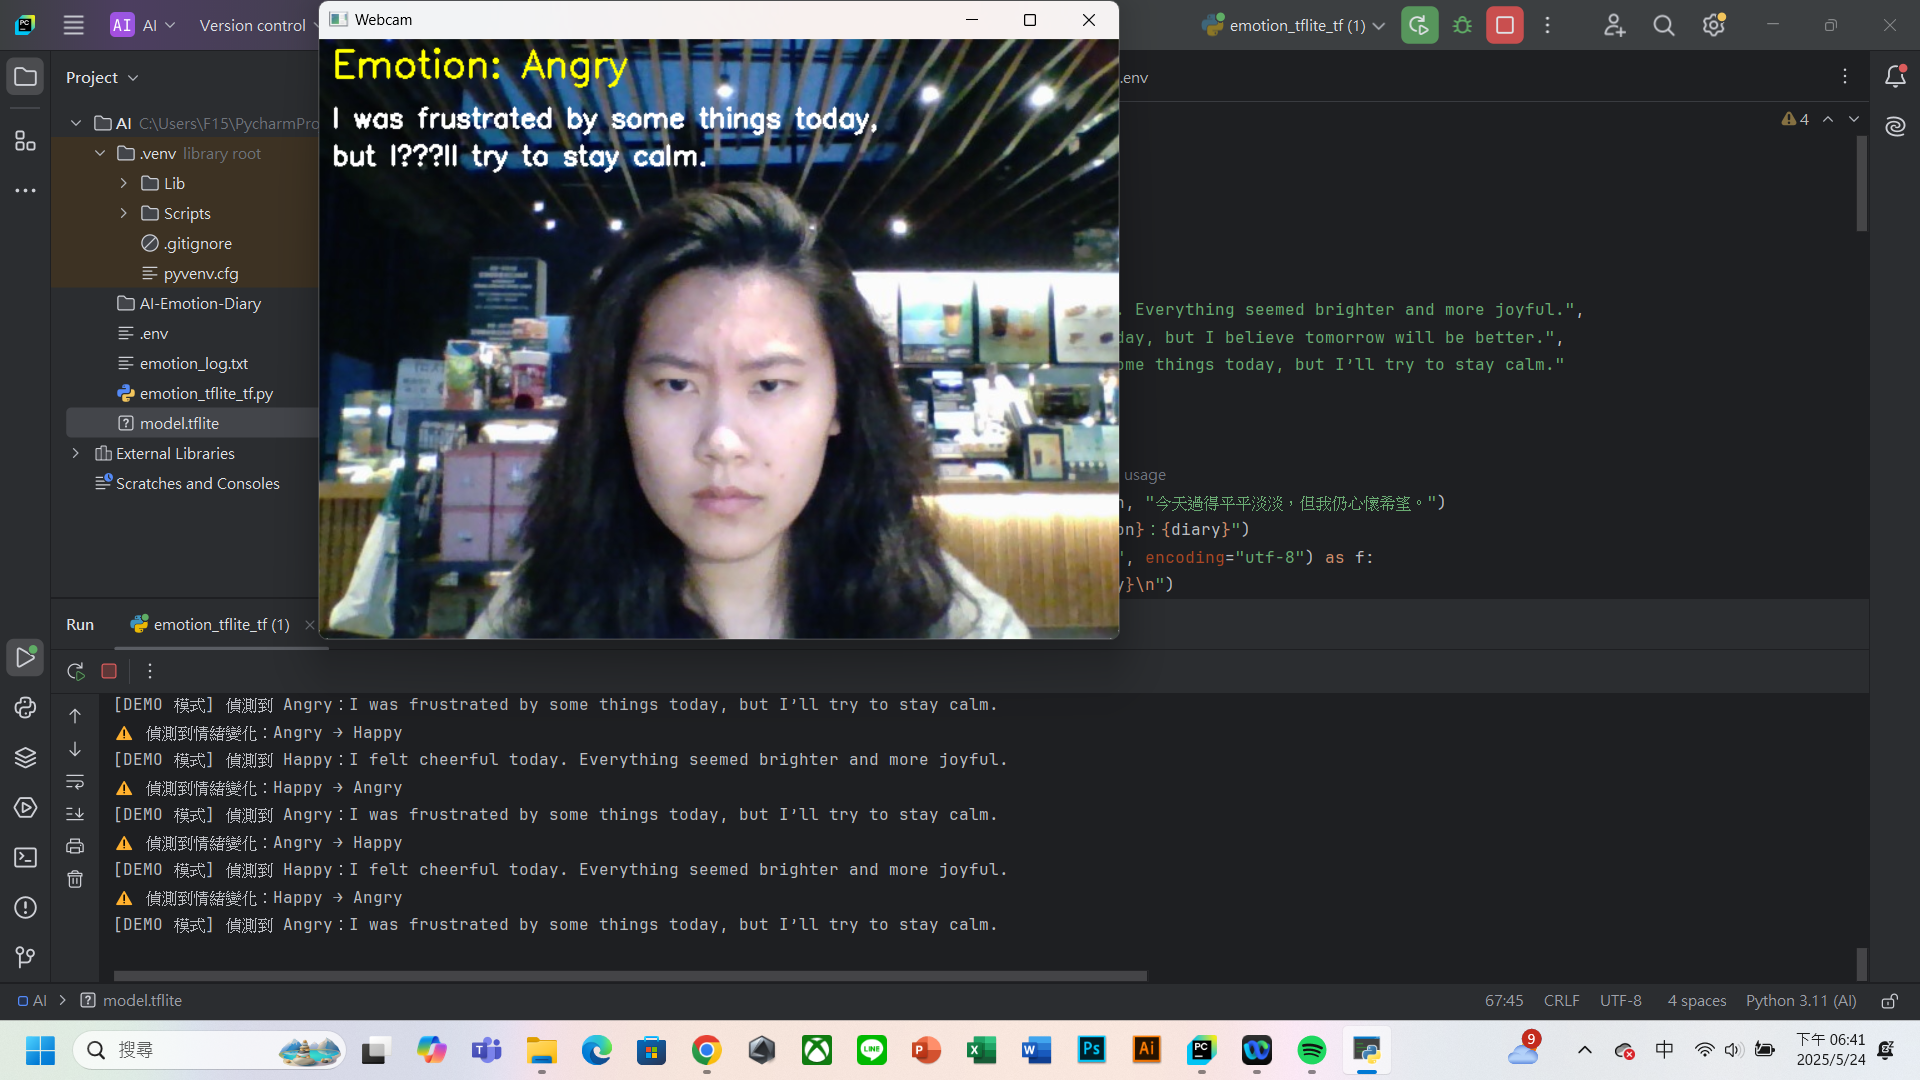 AI
AI
Version control
Webcam
emotion_tflite_tf (1)
Project
.env
Emotion: Angry
I was frustrated by some things today,
but I???ll try to stay calm.
4
AI C:\Users\F15\PycharmPro
.venv library root
Lib
Scripts
.gitignore
pyvenv.cfg
AI-Emotion-Diary
.env
emotion_log.txt
emotion_tflite_tf.py
model.tflite
External Libraries
Scratches and Consoles
. Everything seemed brighter and more joyful.",
day, but I believe tomorrow will be better.",
ome things today, but I’ll try to stay calm."
usage
n, "今天過得平平淡淡，但我仍心懷希望。")
on}：{diary}")
", encoding="utf-8") as f:
y}\n")
Run
emotion_tflite_tf (1)
[DEMO 模式] 偵測到 Angry：I was frustrated by some things today, but I’ll try to stay calm.
偵測到情緒變化：Angry → Happy
[DEMO 模式] 偵測到 Happy：I felt cheerful today. Everything seemed brighter and more joyful.
偵測到情緒變化：Happy → Angry
[DEMO 模式] 偵測到 Angry：I was frustrated by some things today, but I’ll try to stay calm.
偵測到情緒變化：Angry → Happy
[DEMO 模式] 偵測到 Happy：I felt cheerful today. Everything seemed brighter and more joyful.
偵測到情緒變化：Happy → Angry
[DEMO 模式] 偵測到 Angry：I was frustrated by some things today, but I’ll try to stay calm.
AI
model.tflite
67:45
CRLF
UTF-8
4 spaces
Python 3.11 (AI)
搜尋
9
中
下午 06:41
2025/5/24